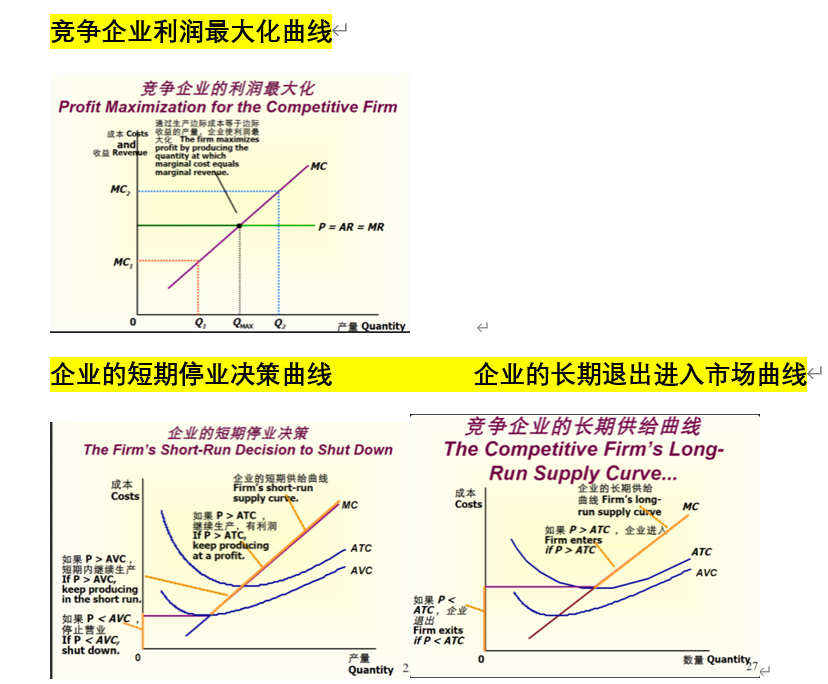 竞争企业利润最大化曲线
竞争企业的利润最大化
Profit Maximization for the Competitive Firm
成本 Costs
and
收益 Revenue
通过生产边际成本等于边际
收益的产量，企业使利润最
大化 The firm maximizes
profit by producing the
quantity at which
marginal cost equals
marginal revenue.
MC
MC2
P = AR = MR
MC1
0
Q1
QMAX
Q2
产量 Quantity
企业的短期停业决策曲线
企业的长期退出进入市场曲线
企业的短期停业决策
The Firm's Short-Run Decision to Shut Down
成本
Costs
企业的短期供给曲线
Firm's short-run
supply curve.
MC
如果 P > ATC，
继续生产，有利润
If P > ATC,
keep producing
at a profit.
ATC
AVC
如果 P > AVC，
短期内继续生产
If P > AVC,
keep producing
in the short run.
如果 P < AVC，
停止营业
If P < AVC,
shut down.
0
产量
Quantity
2
竞争企业的长期供给曲线
The Competitive Firm's Long-
Run Supply Curve...
成本
Costs
企业的长期供给
曲线 Firm's long-
run supply curve
MC
如果 P > ATC，企业进入
Firm enters
if P > ATC
ATC
AVC
如果 P <
ATC，企业
退出
Firm exits
if P < ATC
0
数量 Quantity
27